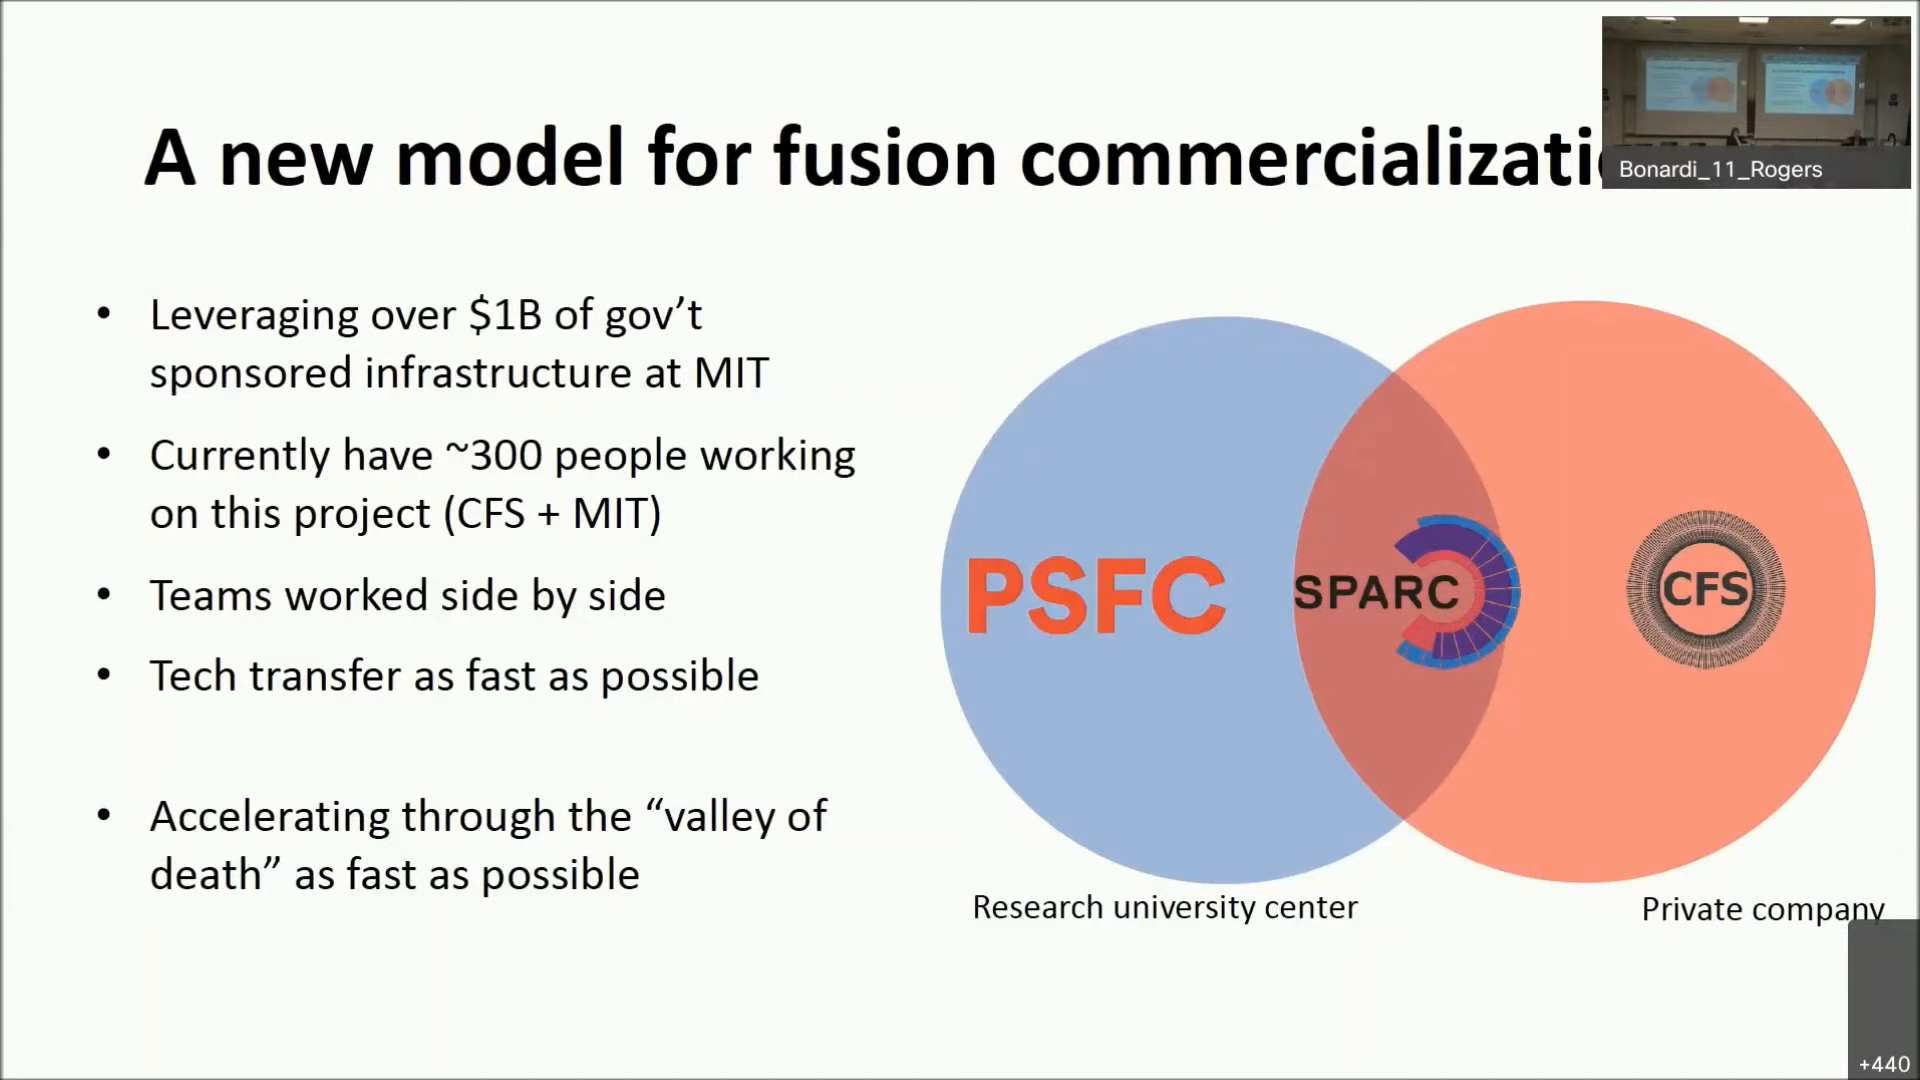 A new model for fusion commercializati
Bonardi_11_Rogers
• Leveraging over $1B of gov’t
sponsored infrastructure at MIT
• Currently have ~300 people working
on this project (CFS + MIT)
• Teams worked side by side
• Tech transfer as fast as possible
• Accelerating through the “valley of
death” as fast as possible
PSFC
SPARC
CFS
Research university center
Private company
+440